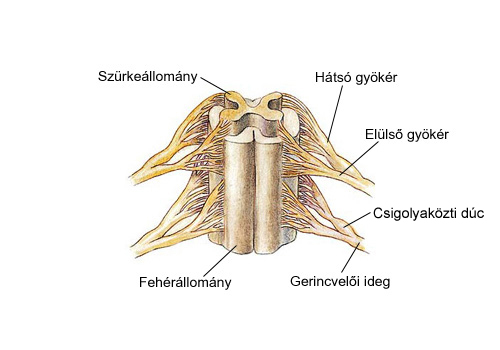 Szürkeállomány
Hátsó gyökér
Elülső gyökér
Csigolyaközti dúc
Fehérállomány
Gerincvelői ideg